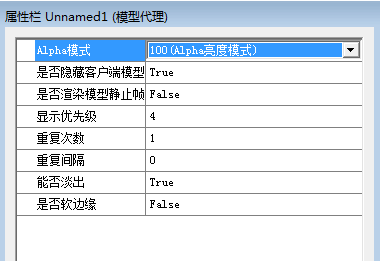 属性栏 Unnamed1 (模型代理)
Alpha模式 100(Alpha亮度模式)
是否隐藏客户端模型 True
是否渲染模型静止帧 False
显示优先级 4
重复次数 1
重复间隔 0
能否淡出 True
是否软边缘 False